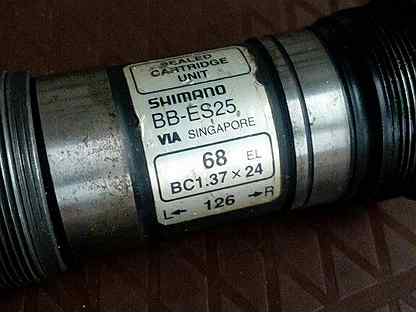 SEALED
CARTRIDGE
UNIT
SHIMANO
BB-ES25
VIA SINGAPORE
68 EL
BC1.37×24
L← 126 →R